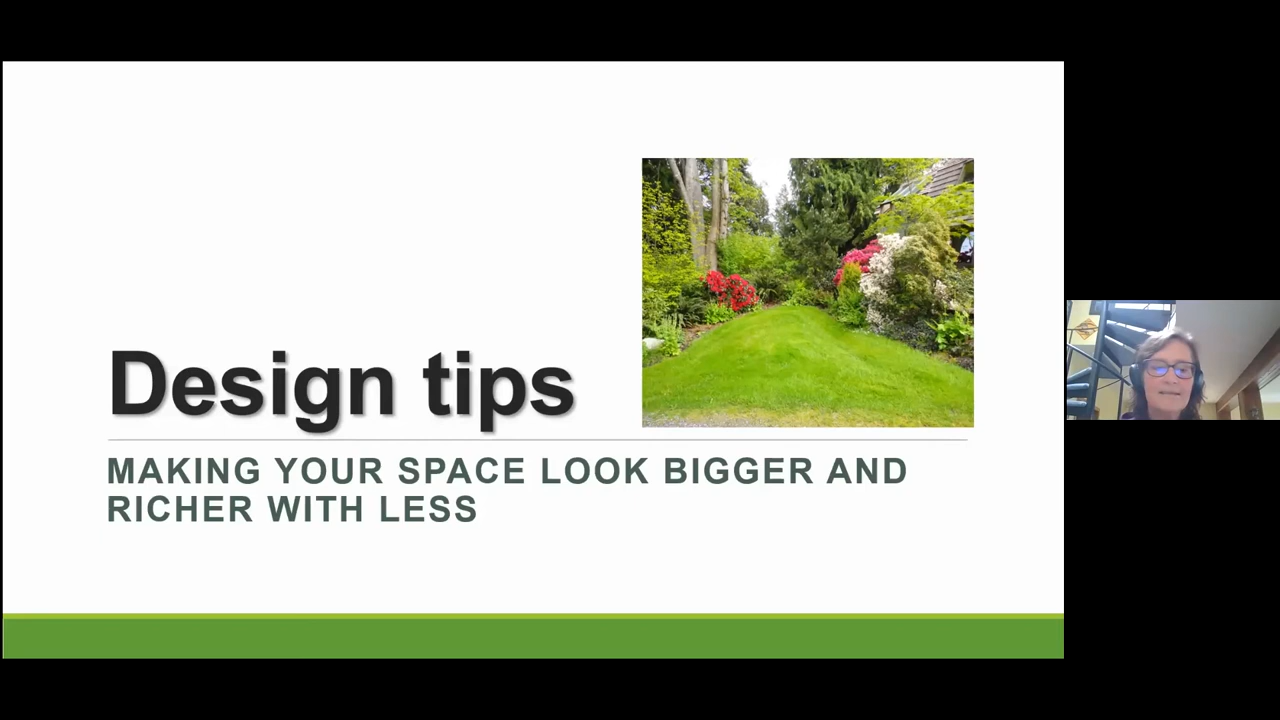 Design tips
MAKING YOUR SPACE LOOK BIGGER AND
RICHER WITH LESS